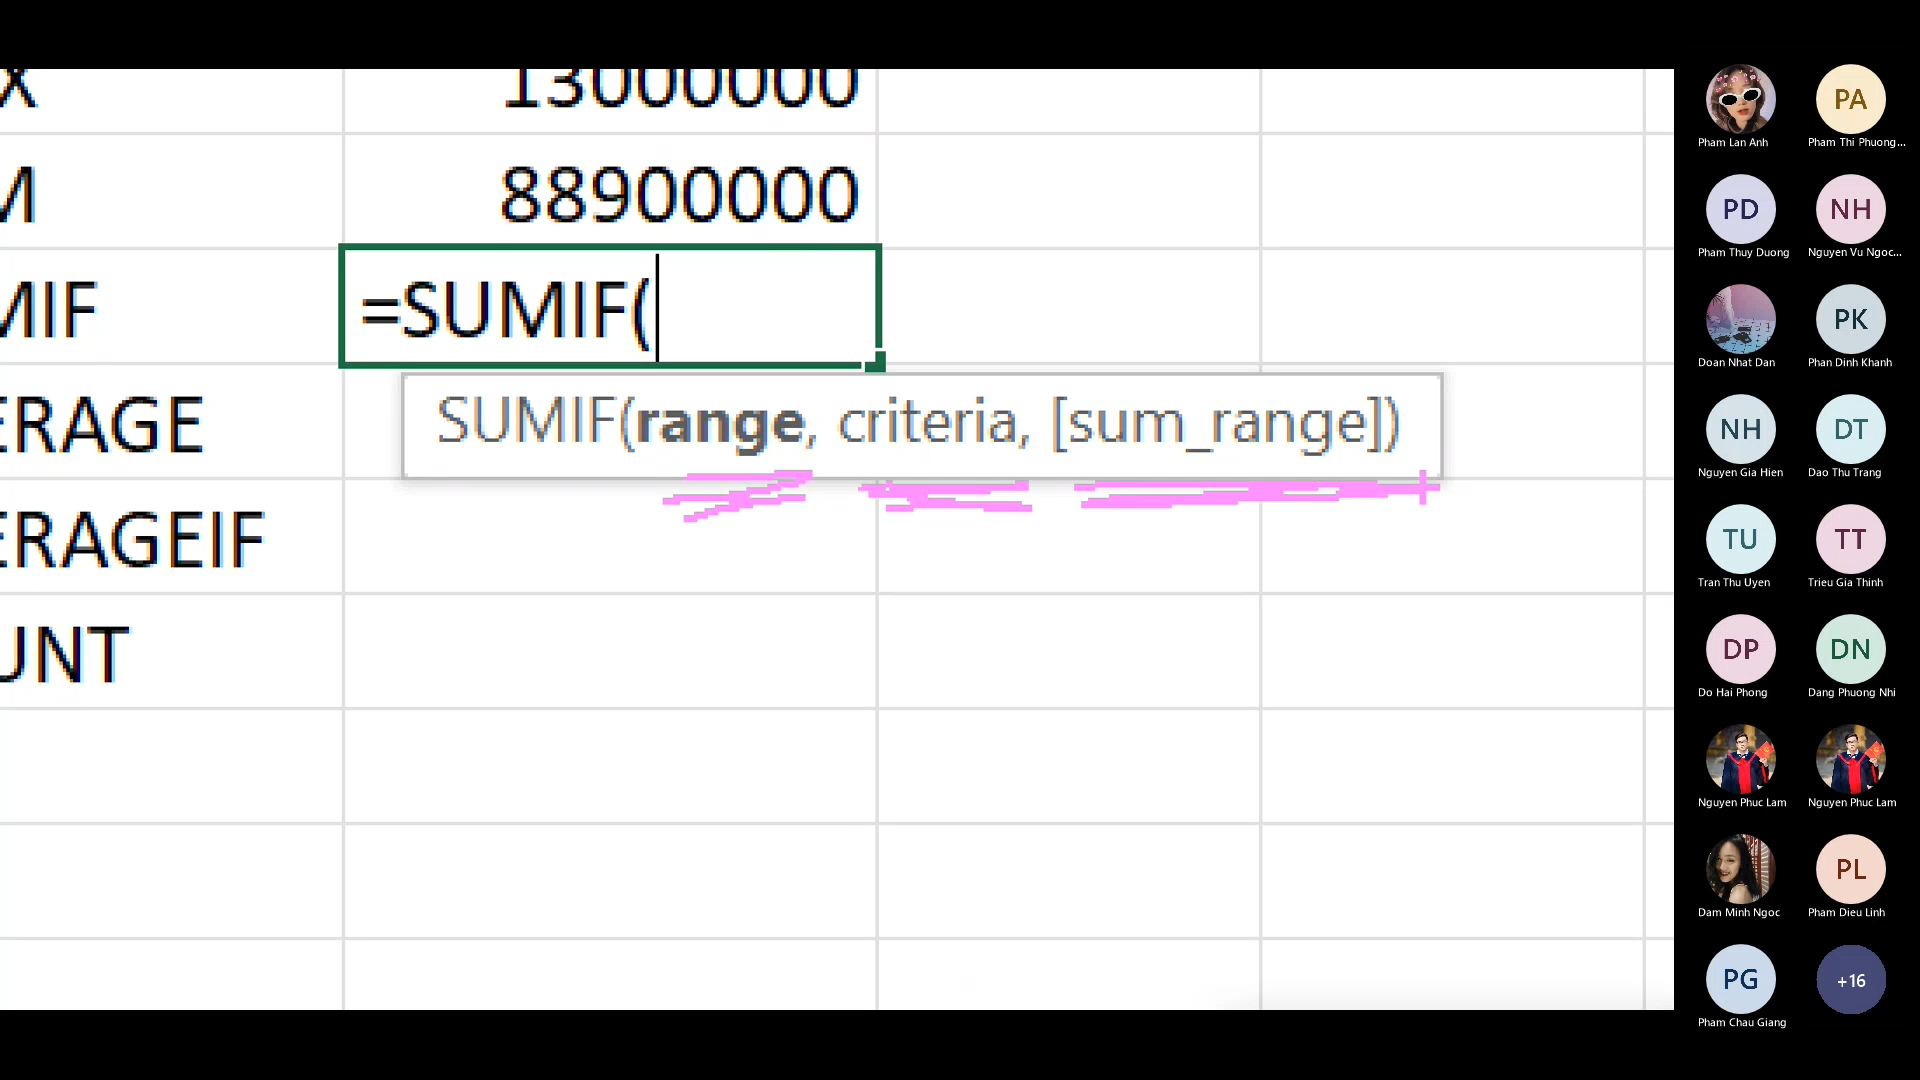 X 13000000
M 88900000
MIF =SUMIF(
SUMIF(range, criteria, [sum_range])
ERAGE
ERAGEIF
UNT
Pham Lan Anh
PA
Pham Thi Phuong...
PD
Pham Thuy Duong
NH
Nguyen Vu Ngoc...
Doan Nhat Dan
PK
Phan Dinh Khanh
NH
Nguyen Gia Hien
DT
Dao Thu Trang
TU
Tran Thu Uyen
TT
Trieu Gia Thinh
DP
Do Hai Phong
DN
Dang Phuong Nhi
Nguyen Phuc Lam
Nguyen Phuc Lam
Dam Minh Ngoc
PL
Pham Dieu Linh
PG
Pham Chau Giang
+16